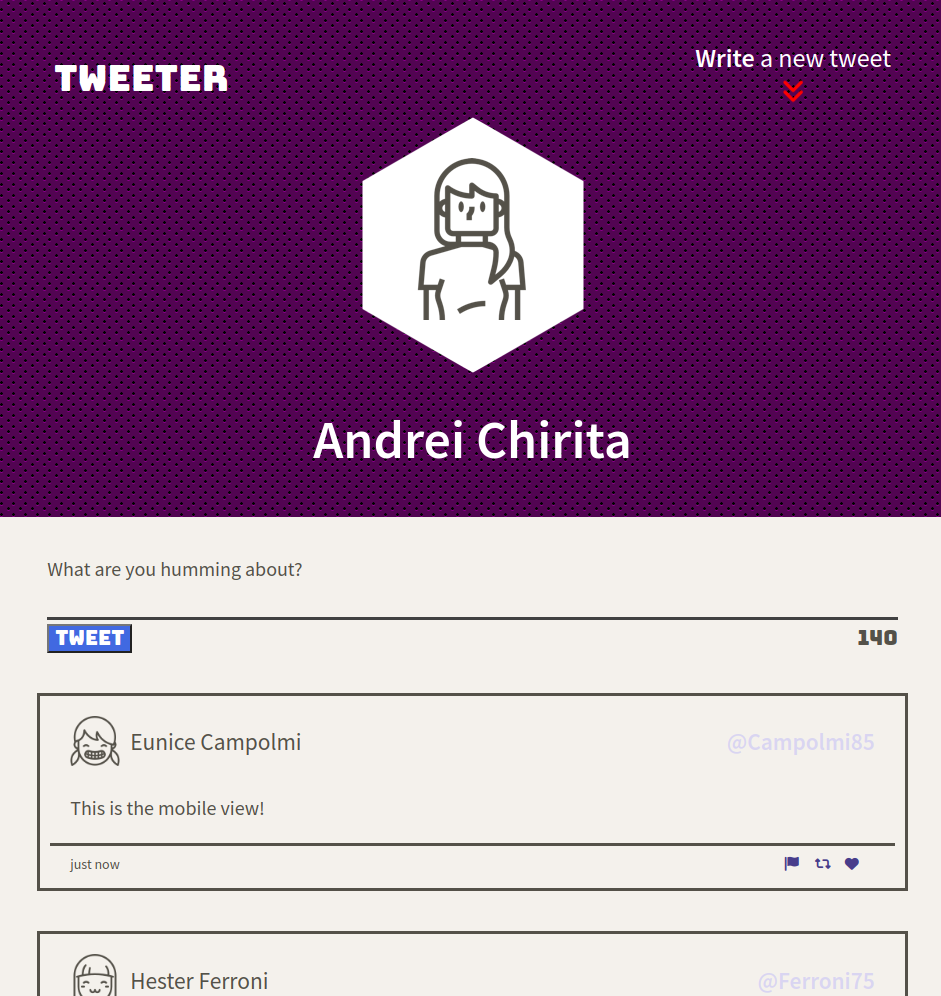 TWEETER
Write a new tweet
Andrei Chirita
What are you humming about?
TWEET
140
Eunice Campolmi
@Campolmi85
This is the mobile view!
just now
Hester Ferroni
@Ferroni75